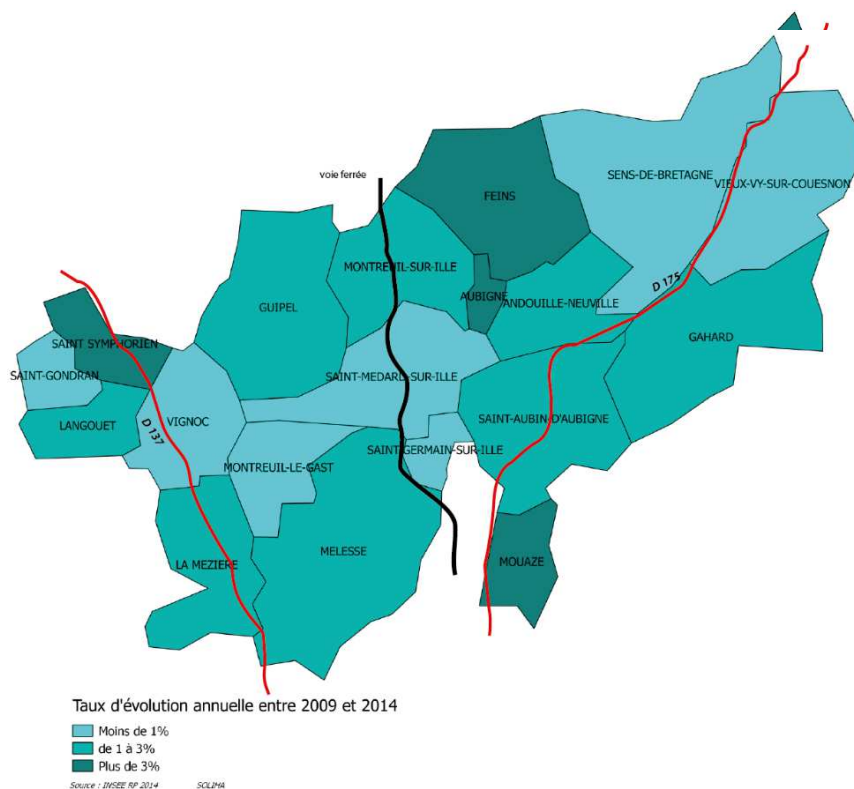 SENS-DE-BRETAGNE
voie ferrée
VIEUX-VY-SUR-COUESNON
FEINS
MONTREUIL-SUR-ILLE
D 175
AUBIGNE
ANDOUILLE-NEUVILLE
GUIPEL
GAHARD
SAINT SYMPHORIEN
SAINT-GONDRAN
SAINT-MEDARD-SUR-ILLE
LANGOUET
VIGNOC
SAINT-AUBIN-D'AUBIGNE
D 137
SAINT-GERMAIN-SUR-ILLE
MONTREUIL-LE-GAST
MELESSE
LA MEZIERE
MOUAZE
Taux d'évolution annuelle entre 2009 et 2014
Moins de 1%
de 1 à 3%
Plus de 3%
Source : INSEE RP 2014 SOLIHA